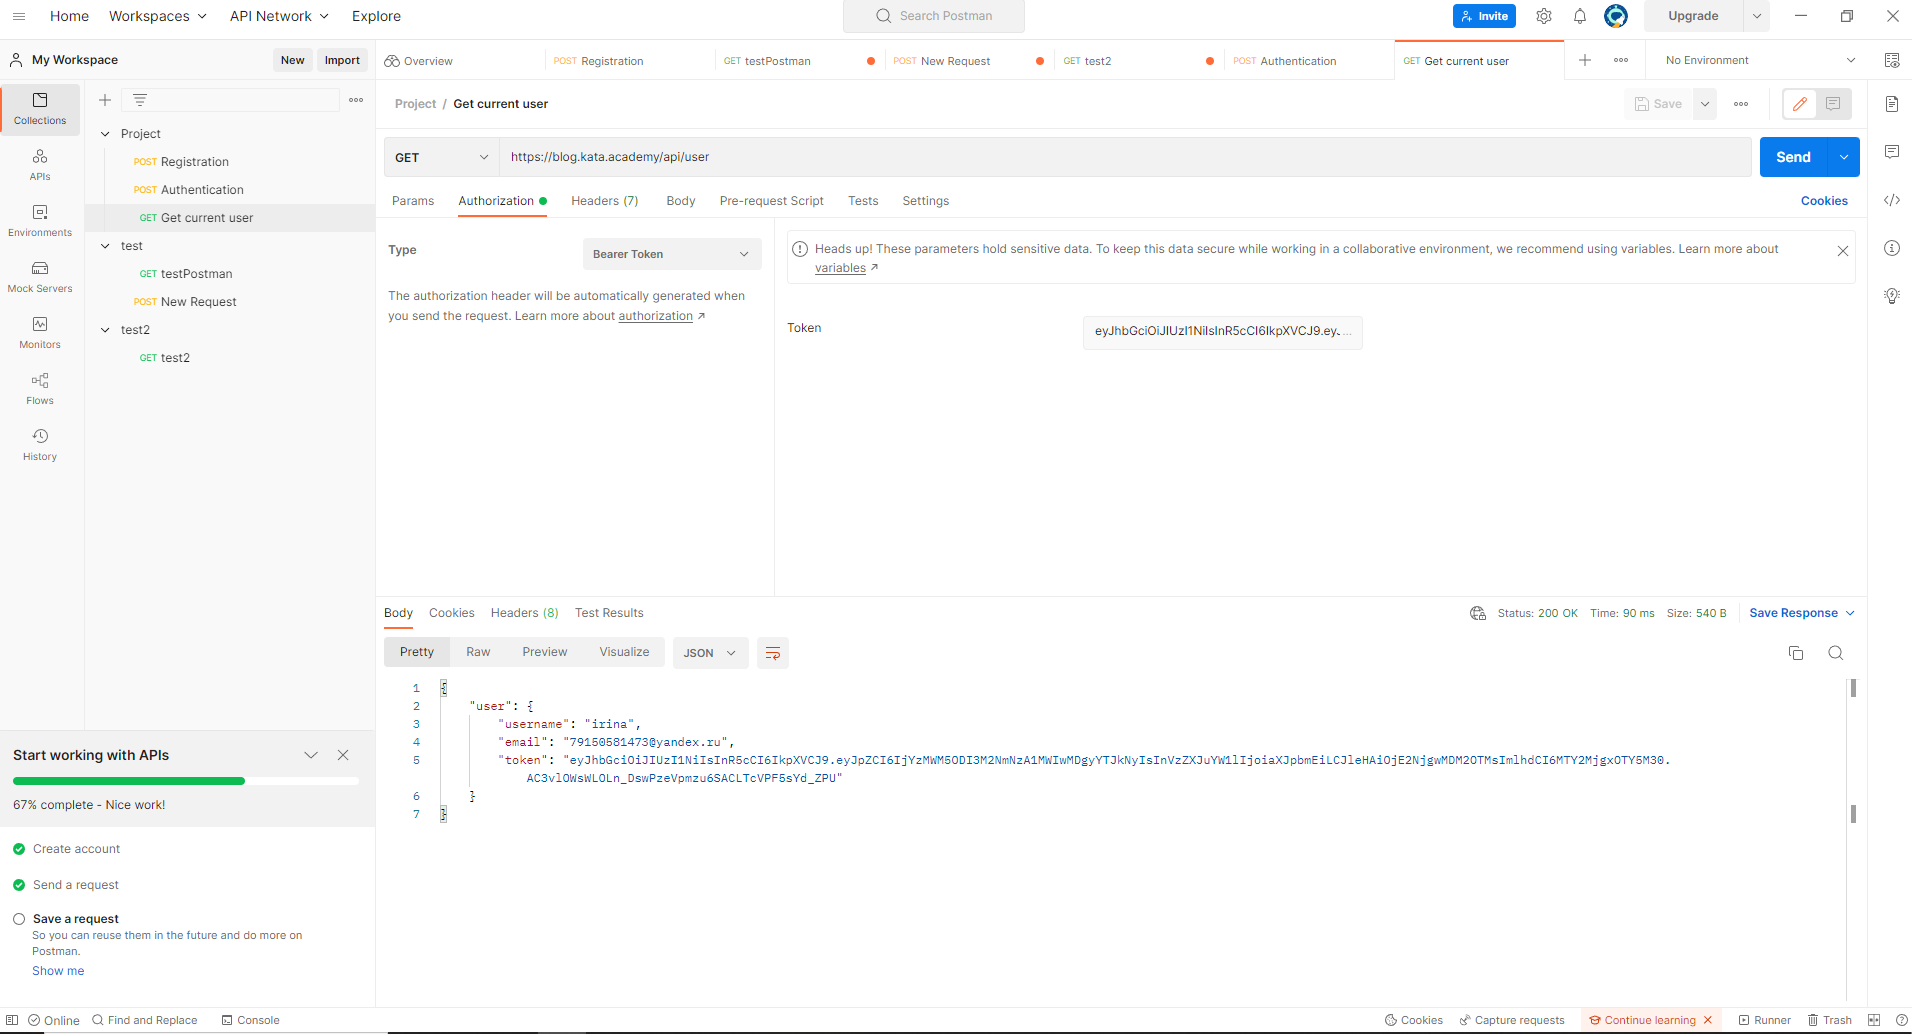 Home Workspaces API Network Explore Search Postman Invite Upgrade
My Workspace New Import Overview POST Registration GET testPostman POST New Request GET test2 POST Authentication GET Get current user No Environment
Project / Get current user Save
Collections
APIs
Environments
Mock Servers
Monitors
Flows
History
Project
POST Registration
POST Authentication
GET Get current user
test
GET testPostman
POST New Request
test2
GET test2
GET https://blog.kata.academy/api/user Send
Params Authorization Headers (7) Body Pre-request Script Tests Settings Cookies
Type Bearer Token
The authorization header will be automatically generated when
you send the request. Learn more about authorization ↗
Heads up! These parameters hold sensitive data. To keep this data secure while working in a collaborative environment, we recommend using variables. Learn more about
variables ↗
Token eyJhbGciOiJIUzI1NiIsInR5cCI6IkpXVCJ9.ey...
Body Cookies Headers (8) Test Results Status: 200 OK Time: 90 ms Size: 540 B Save Response
Pretty Raw Preview Visualize JSON
1 {
2 "user": {
3 "username": "irina",
4 "email": "79150581473@yandex.ru",
5 "token": "eyJhbGciOiJIUzI1NiIsInR5cCI6IkpXVCJ9.eyJpZCI6IjYzMWM5ODI3M2NmNzA1MWIwMDgyYTJkNyIsInVzZXJuYW1lIjoiaXJpbmEiLCJleHAiOjE2NjgwMDM2OTMsImlhdCI6MTY2MjgxOTY5M30.
AC3vlOWsWLOLn_DswPzeVpmzu6SACLTcVPF5sYd_ZPU"
6 }
7 }
Start working with APIs
67% complete - Nice work!
Create account
Send a request
Save a request
So you can reuse them in the future and do more on
Postman.
Show me
Online Find and Replace Console Cookies Capture requests Continue learning Runner Trash